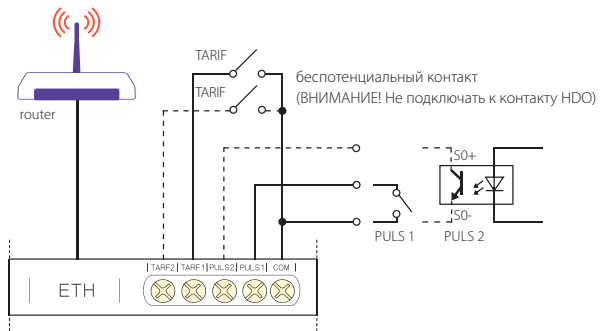 TARIF
беспотенциальный контакт
TARIF
(ВНИМАНИЕ! Не подключать к контакту HDO)
router
S0+
S0-
PULS 1
PULS 2
ETH
TARF2 TARF1 PULS2 PULS1 COM